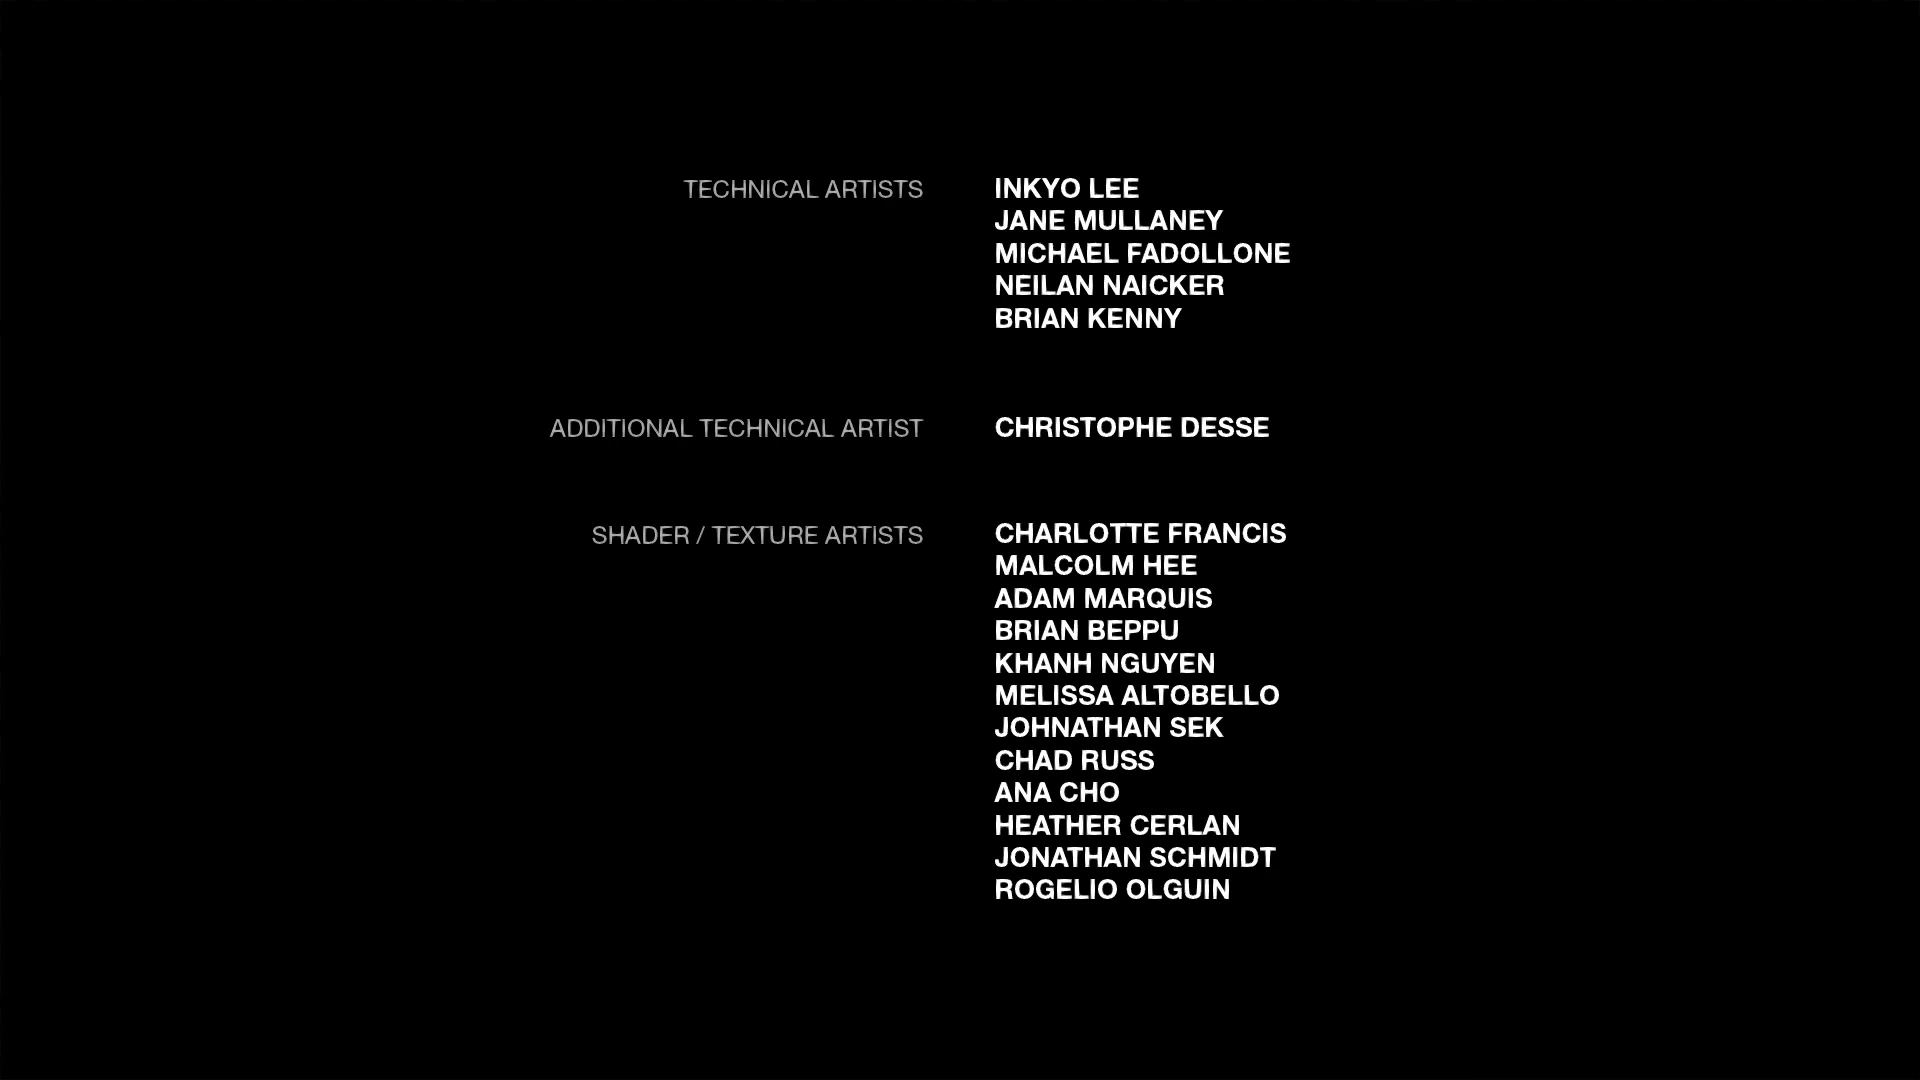 TECHNICAL ARTISTS INKYO LEE
JANE MULLANEY
MICHAEL FADOLLONE
NEILAN NAICKER
BRIAN KENNY
ADDITIONAL TECHNICAL ARTIST CHRISTOPHE DESSE
SHADER / TEXTURE ARTISTS CHARLOTTE FRANCIS
MALCOLM HEE
ADAM MARQUIS
BRIAN BEPPU
KHANH NGUYEN
MELISSA ALTOBELLO
JOHNATHAN SEK
CHAD RUSS
ANA CHO
HEATHER CERLAN
JONATHAN SCHMIDT
ROGELIO OLGUIN